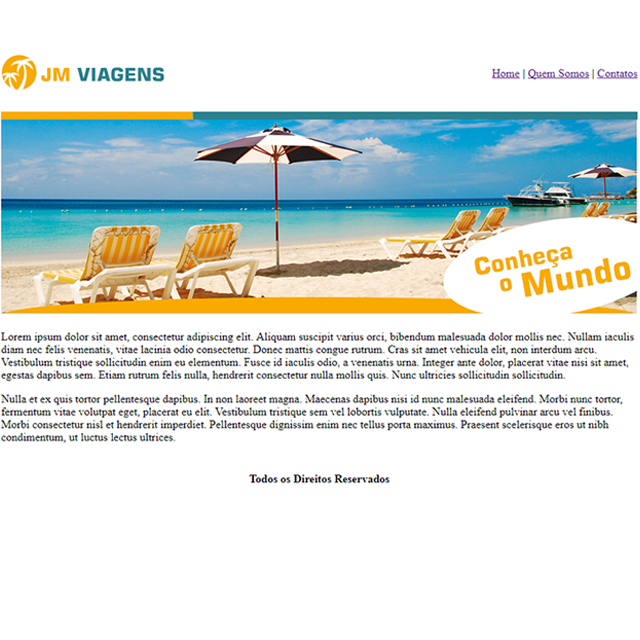 JM VIAGENS
Home | Quem Somos | Contatos
Conheça
o Mundo
Lorem ipsum dolor sit amet, consectetur adipiscing elit. Aliquam suscipit varius orci, bibendum malesuada dolor mollis nec. Nullam iaculis
diam nec felis venenatis, vitae lacinia odio consectetur. Donec mattis congue rutrum. Cras sit amet vehicula elit, non interdum arcu.
Vestibulum tristique sollicitudin enim eu elementum. Fusce id iaculis odio, a venenatis urna. Integer ante dolor, placerat vitae nisi sit amet,
egestas dapibus sem. Etiam rutrum felis nulla, hendrerit consectetur nulla mollis quis. Nunc ultricies sollicitudin sollicitudin.
Nulla et ex quis tortor pellentesque dapibus. In non laoreet magna. Maecenas dapibus nisi id nunc malesuada eleifend. Morbi nunc tortor,
fermentum vitae volutpat eget, placerat eu elit. Vestibulum tristique sem vel lobortis vulputate. Nulla eleifend pulvinar arcu vel finibus.
Morbi consectetur nisl et hendrerit imperdiet. Pellentesque dignissim enim nec tellus porta maximus. Praesent scelerisque eros ut nibh
condimentum, ut luctus lectus ultrices.
Todos os Direitos Reservados